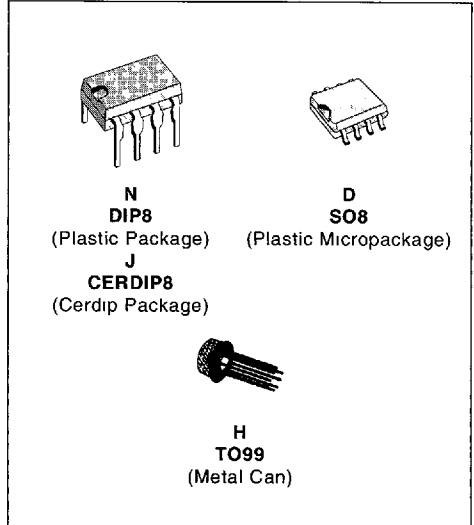 N
DIP8
(Plastic Package)
J
CERDIP8
(Cerdip Package)
D
SO8
(Plastic Micropackage)
H
TO99
(Metal Can)